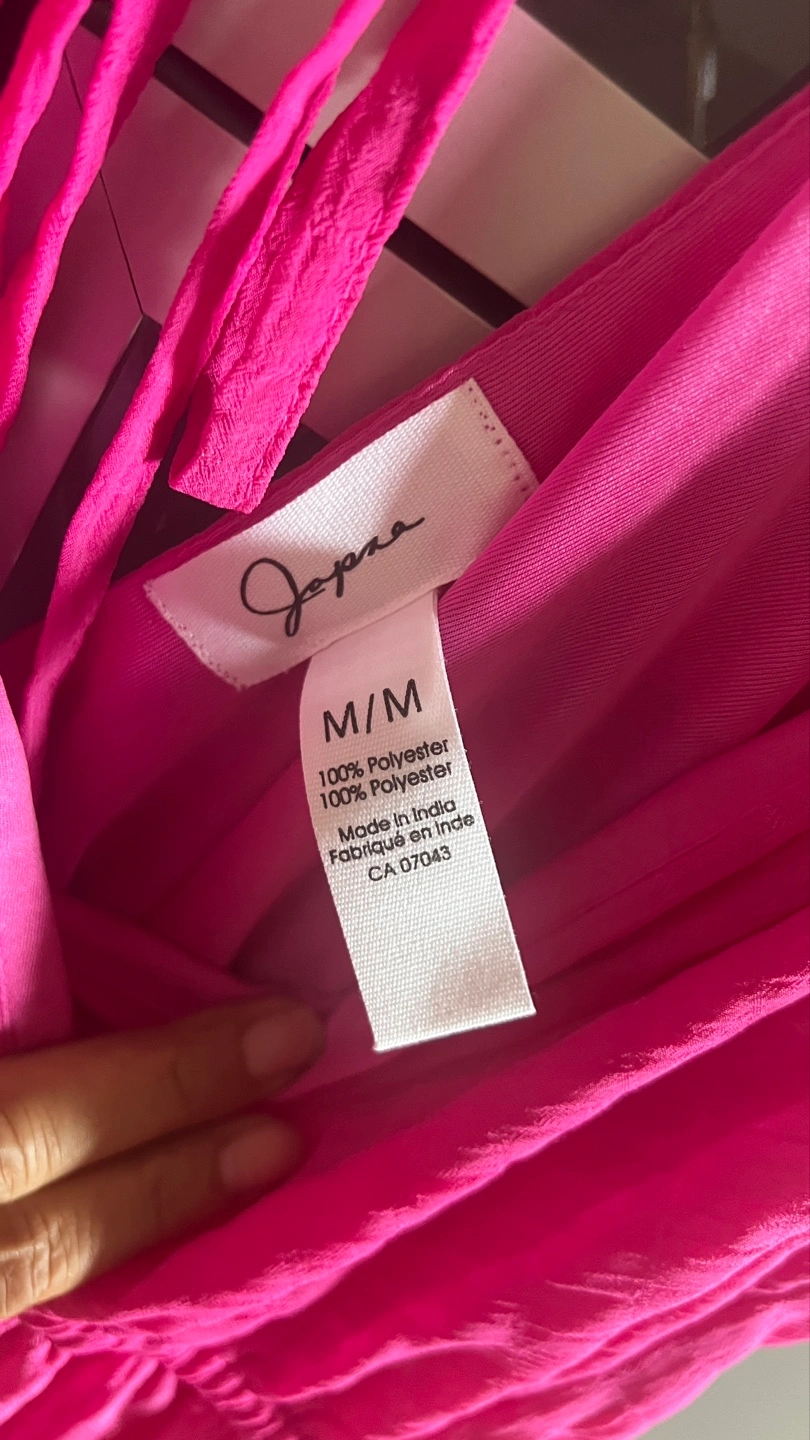 Japna
M/M
100% Polyester
100% Polyester
Made in India
Fabriqué en Inde
CA 07043